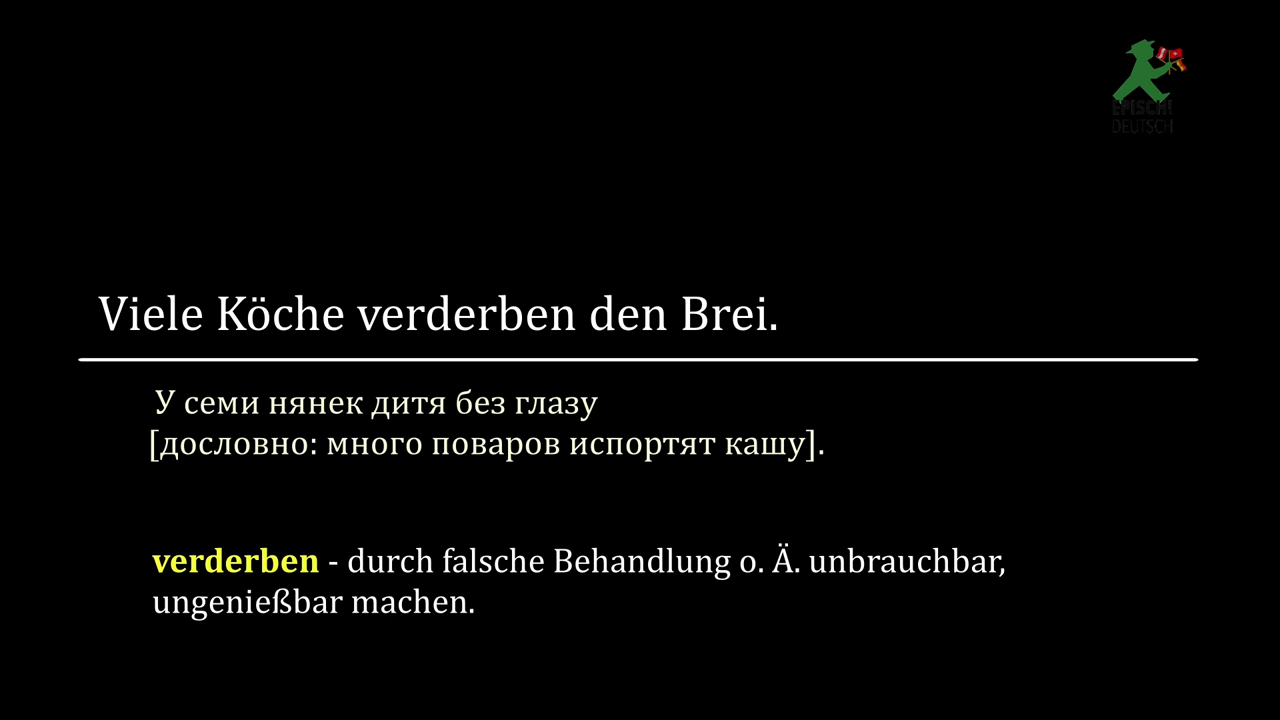 EPISCH!
DEUTSCH
Viele Köche verderben den Brei.
У семи нянек дитя без глазу
[дословно: много поваров испортят кашу].
verderben - durch falsche Behandlung o. Ä. unbrauchbar,
ungenießbar machen.